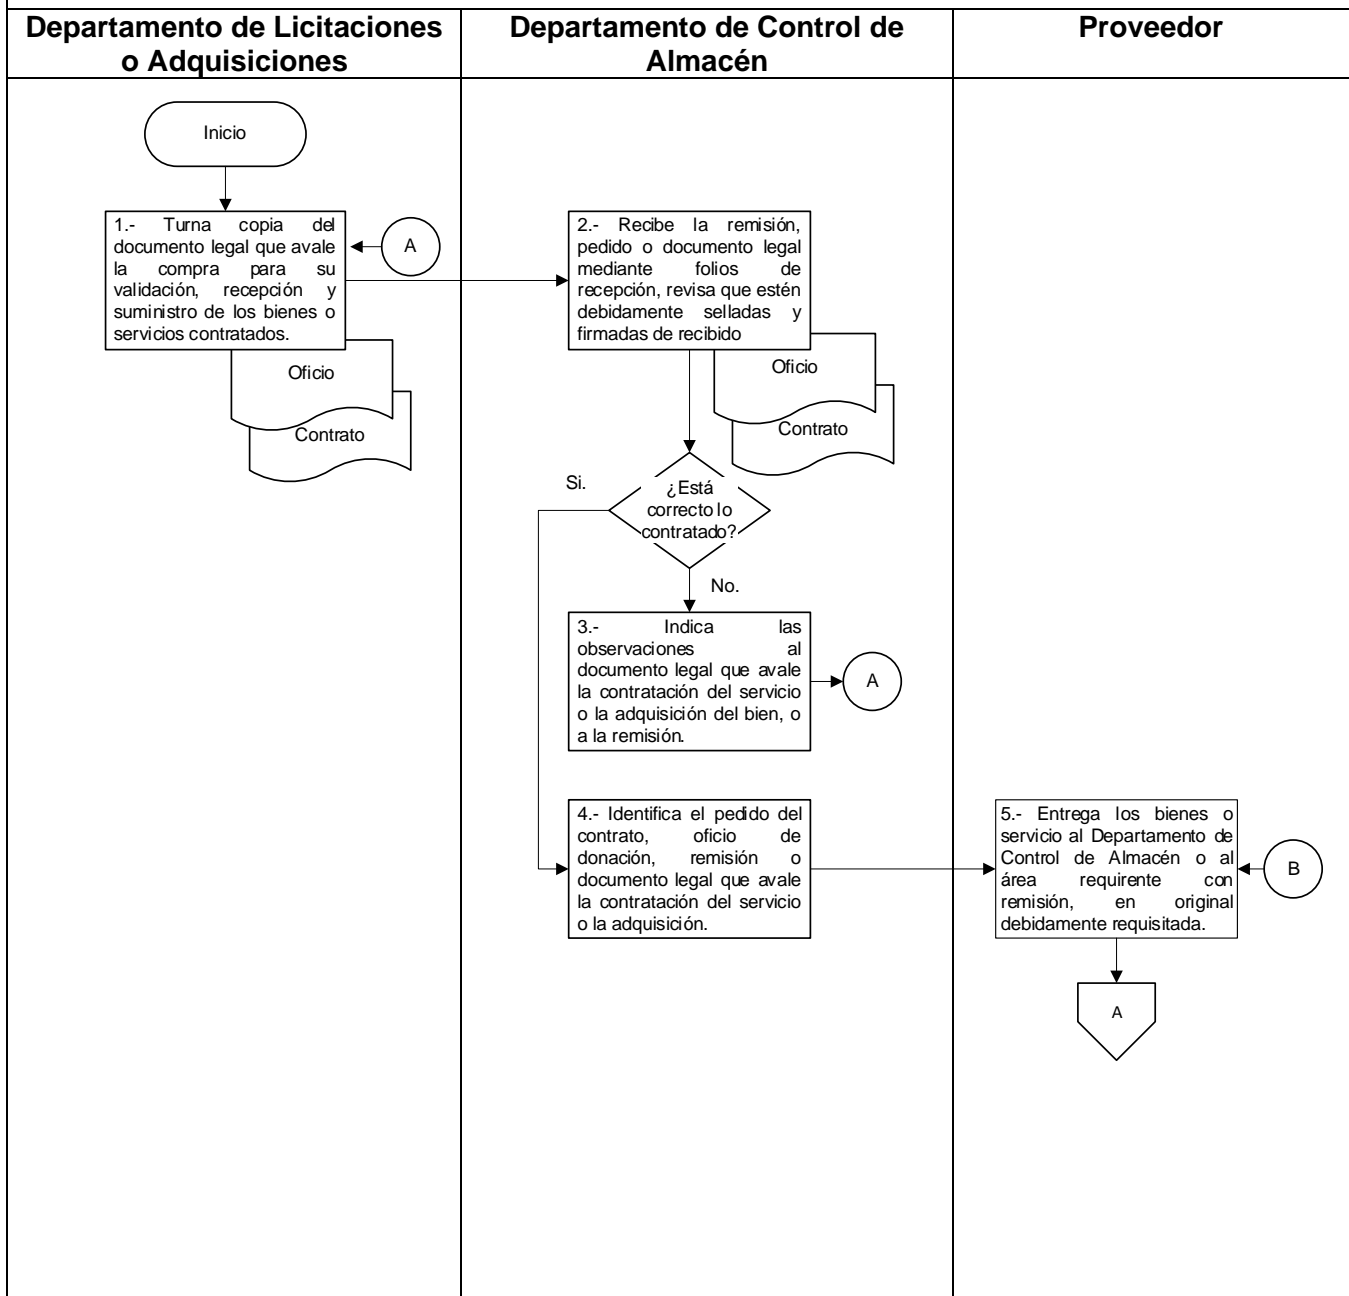 Departamento de Licitaciones
o Adquisiciones
Departamento de Control de
Almacén
Proveedor
Inicio
1.- Turna copia del
documento legal que avale
la compra para su
validación, recepción y
suministro de los bienes o
servicios contratados.
A
Oficio
Contrato
2.- Recibe la remisión,
pedido o documento legal
mediante folios de
recepción, revisa que estén
debidamente selladas y
firmadas de recibido
Oficio
Contrato
Si.
¿Está
correcto lo
contratado?
No.
3.- Indica las
observaciones al
documento legal que avale
la contratación del servicio
o la adquisición del bien, o
a la remisión.
A
4.- Identifica el pedido del
contrato, oficio de
donación, remisión o
documento legal que avale
la contratación del servicio
o la adquisición.
5.- Entrega los bienes o
servicio al Departamento de
Control de Almacén o al
área requirente con
remisión, en original
debidamente requisitada.
B
A